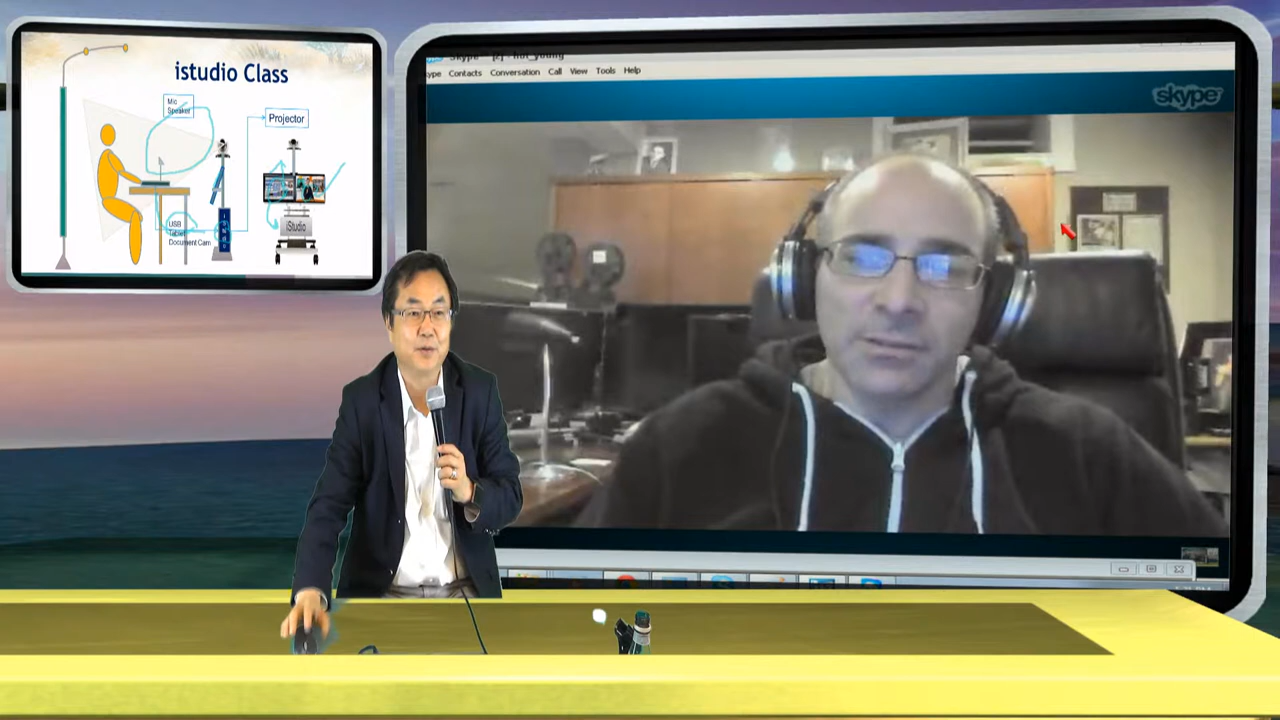 istudio Class
Mic
Speaker
Projector
USB
Tablet
Document Cam
iStudio
Contacts Conversation Call View Tools Help
skype